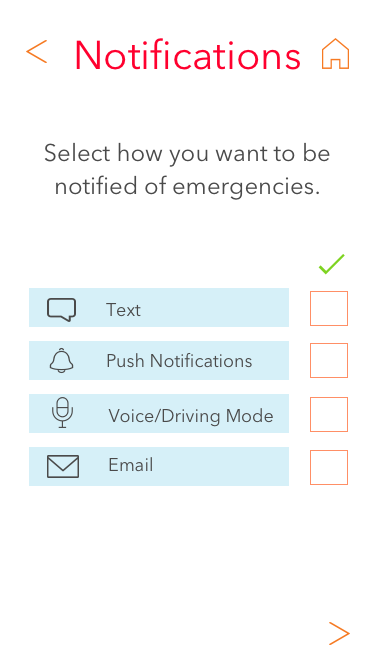 Notifications
Select how you want to be
notified of emergencies.
Text
Push Notifications
Voice/Driving Mode
Email